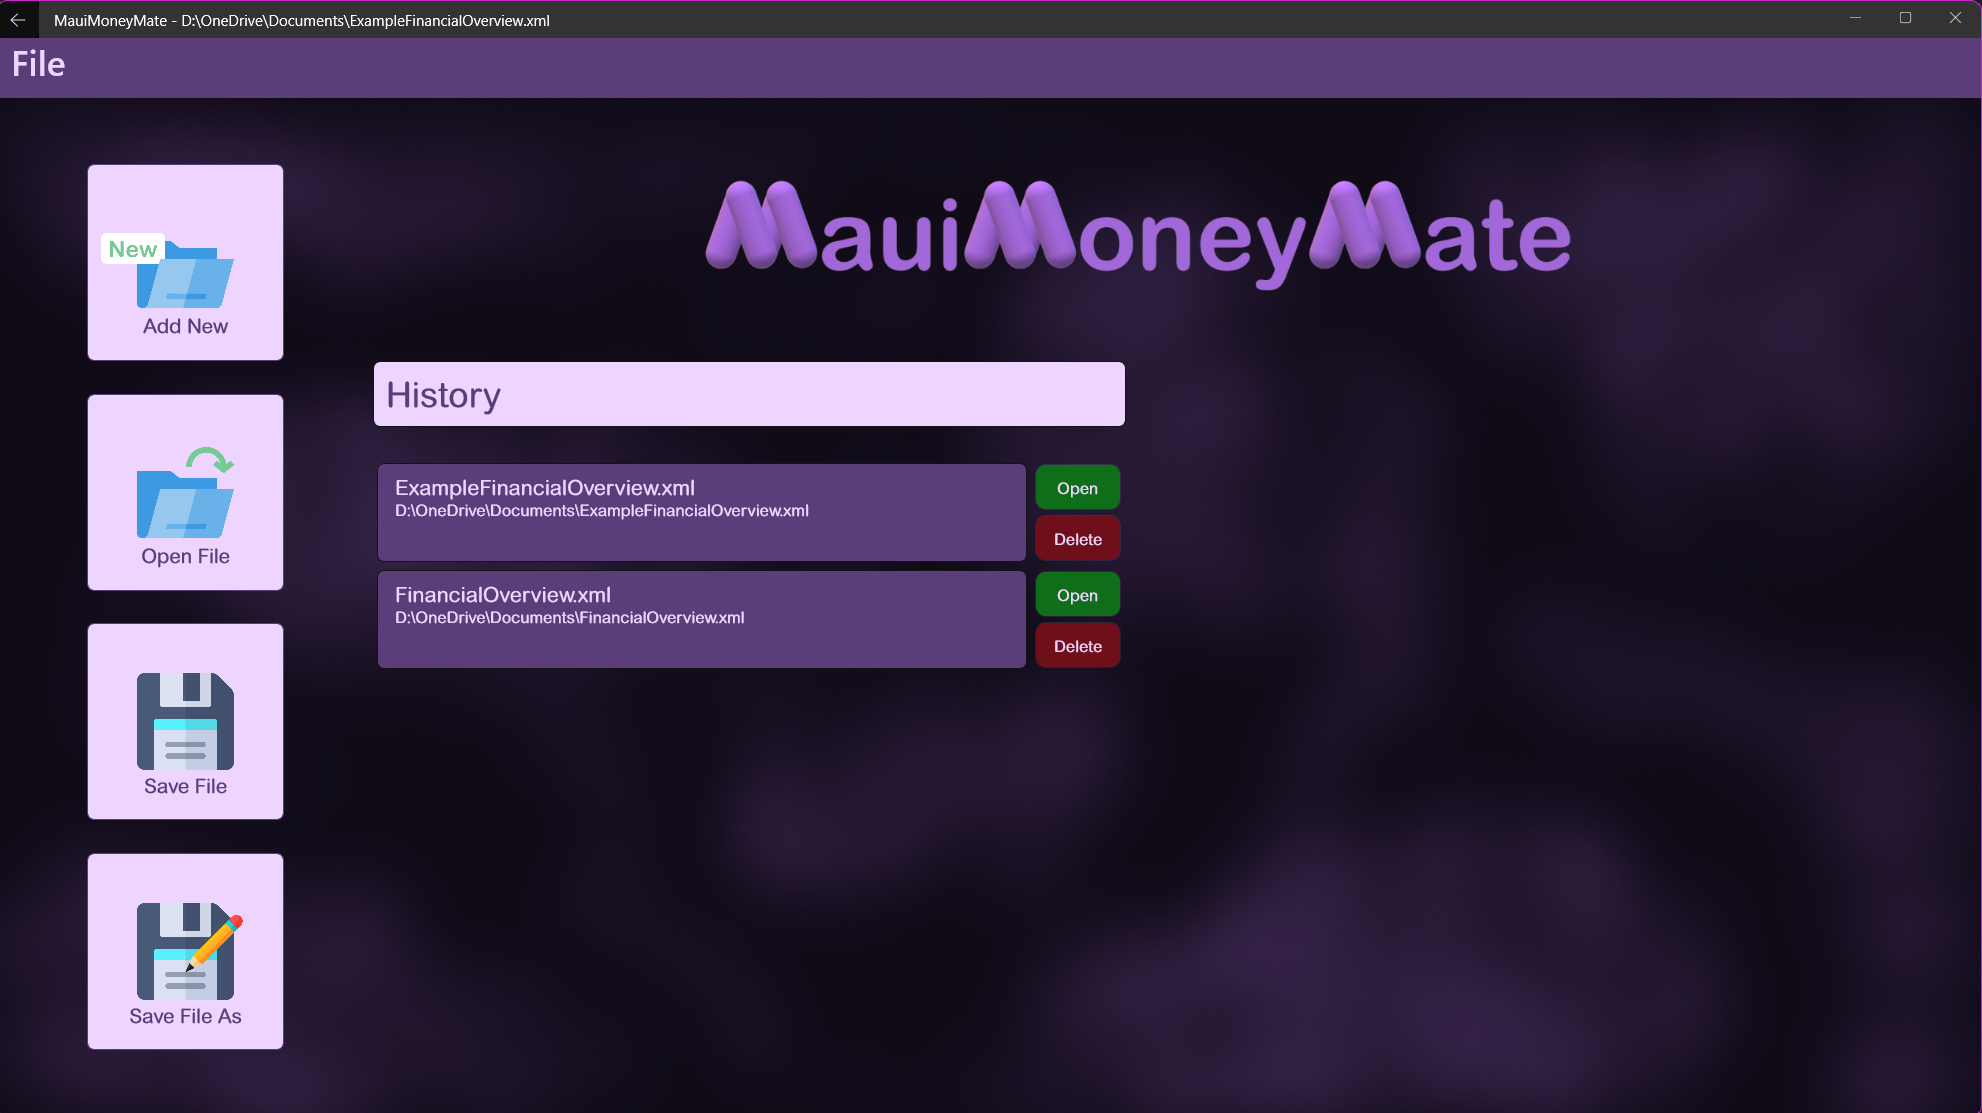 MauiMoneyMate - D:\OneDrive\Documents\ExampleFinancialOverview.xml
File
MauiMoneyMate
New
Add New
Open File
Save File
Save File As
History
ExampleFinancialOverview.xml
D:\OneDrive\Documents\ExampleFinancialOverview.xml
Open
Delete
FinancialOverview.xml
D:\OneDrive\Documents\FinancialOverview.xml
Open
Delete